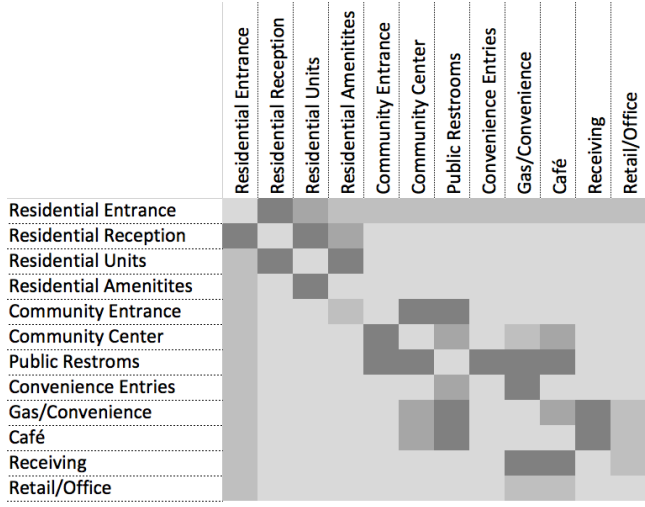 Residential Entrance
Residential Reception
Residential Units
Residential Amenitites
Community Entrance
Community Center
Public Restrooms
Convenience Entries
Gas/Convenience
Café
Receiving
Retail/Office
Residential Entrance
Residential Reception
Residential Units
Residential Amenitites
Community Entrance
Community Center
Public Restroms
Convenience Entries
Gas/Convenience
Café
Receiving
Retail/Office